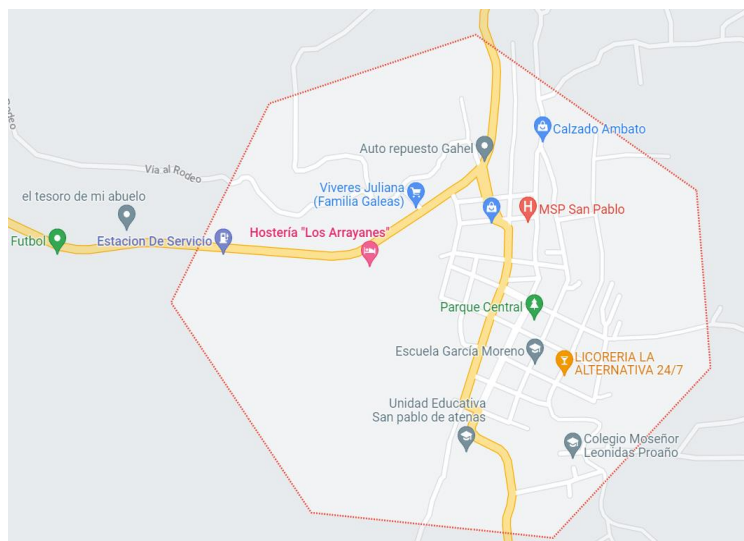 Calzado Ambato
Auto repuesto Gahel
Rodeo
Via al Rodeo
el tesoro de mi abuelo
Viveres Juliana
(Familia Galeas)
H
MSP San Pablo
Futbol
Estacion De Servicio
Hostería "Los Arrayanes"
Parque Central
Escuela García Moreno
LICORERIA LA
ALTERNATIVA 24/7
Unidad Educativa
San pablo de atenas
Colegio Moseñor
Leonidas Proaño